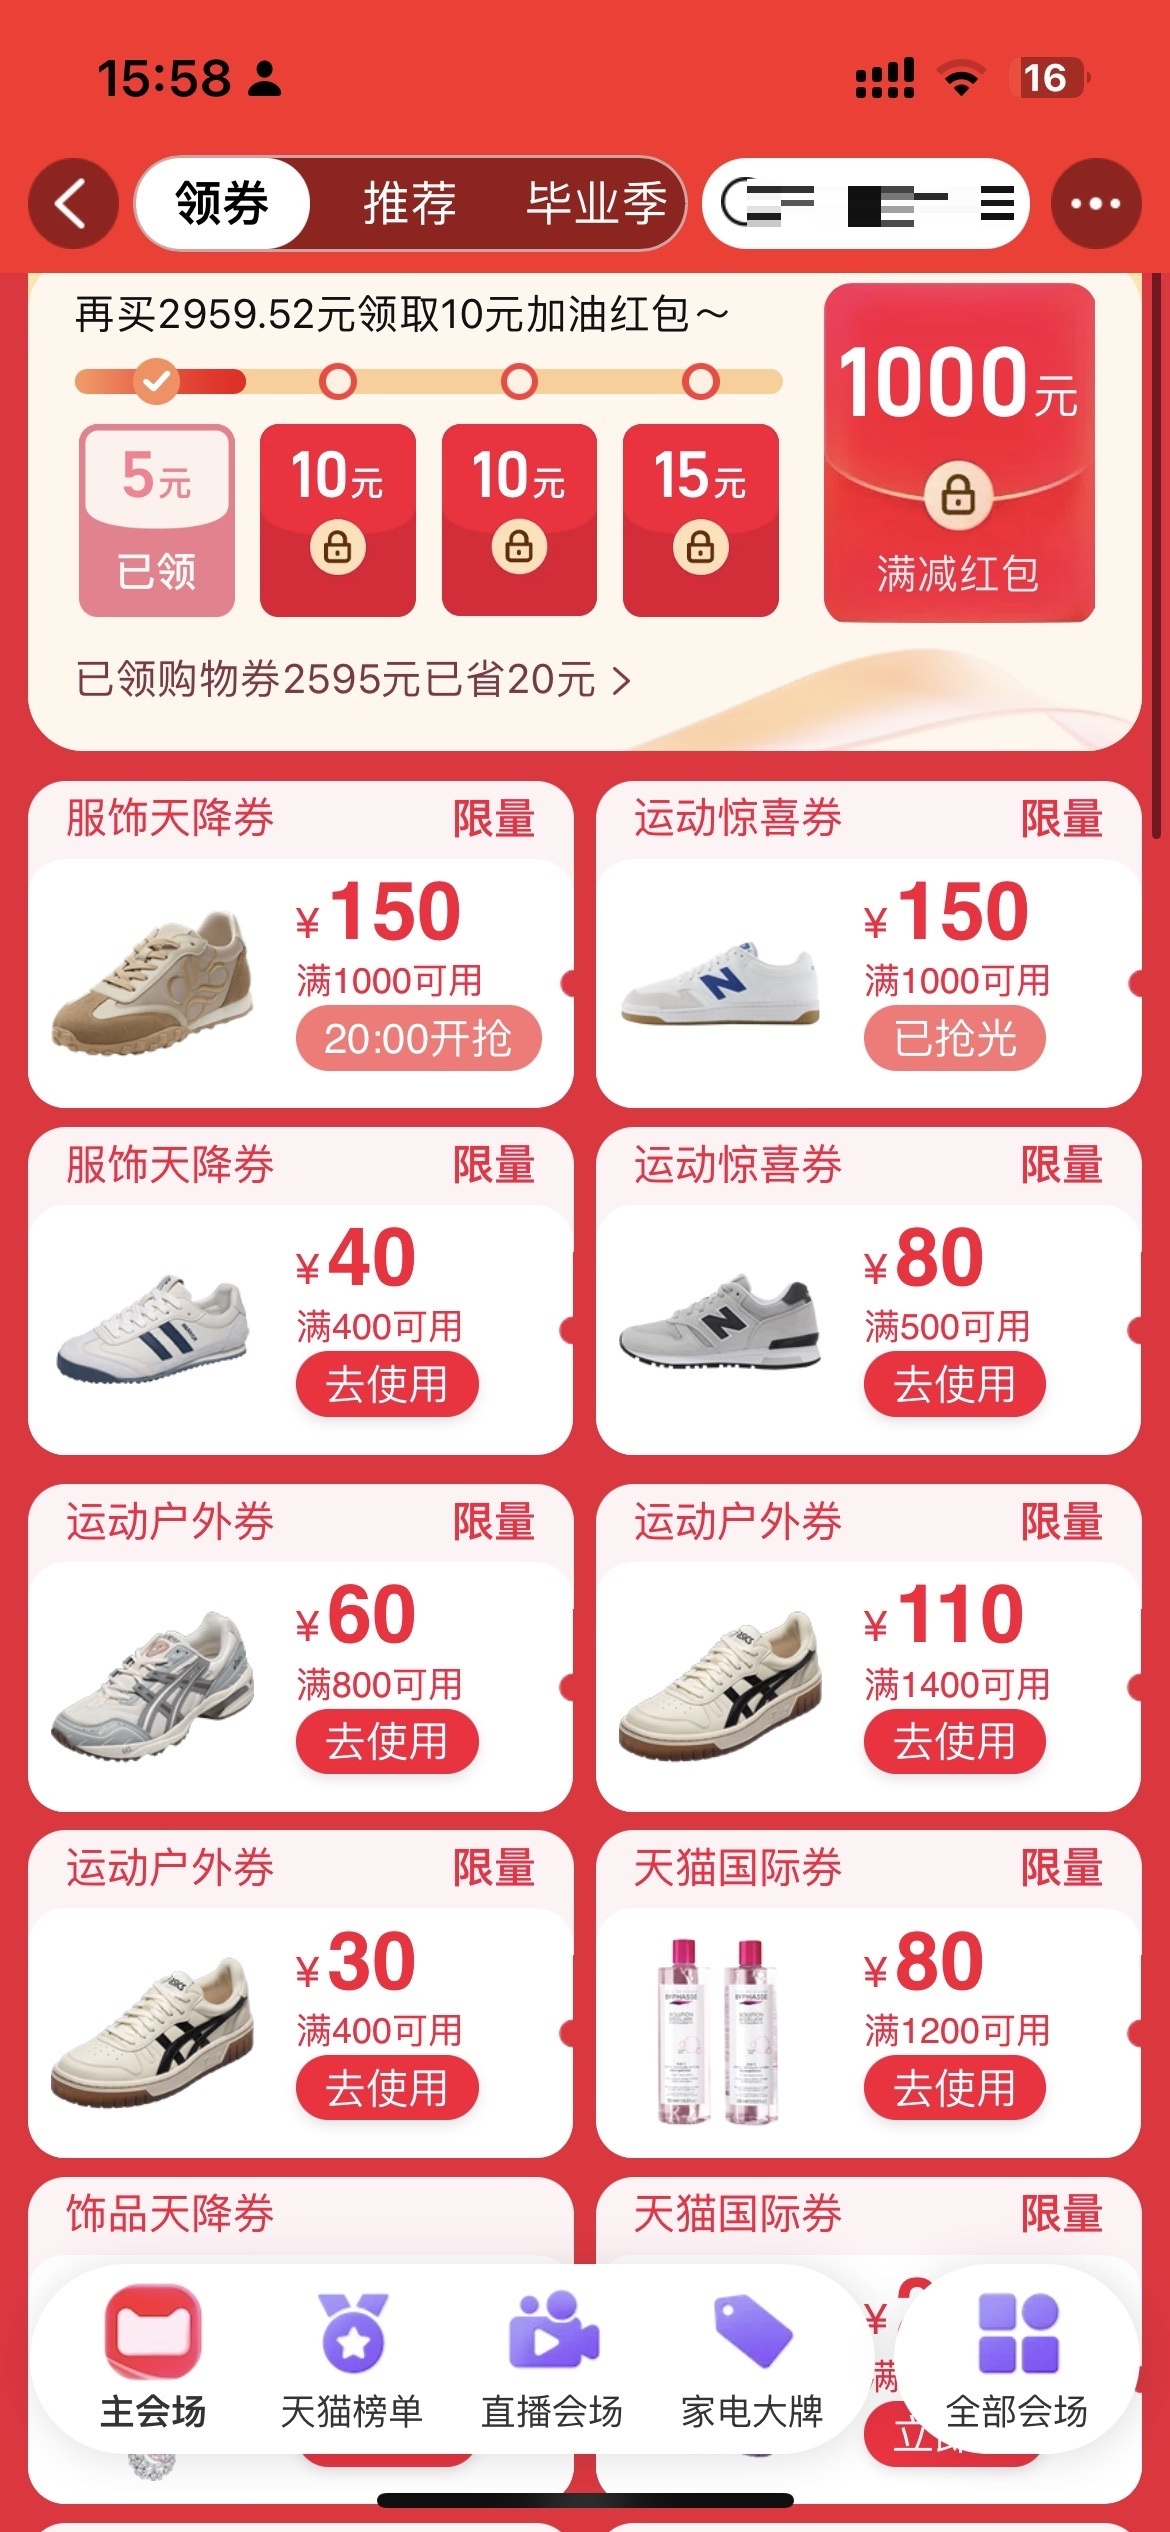 15:58
16
领券 推荐 毕业季
再买2959.52元领取10元加油红包～
5元 10元 10元 15元
已领
1000元
满减红包
已领购物券2595元已省20元 >
服饰天降券 限量
¥150
满1000可用
20:00开抢
运动惊喜券 限量
¥150
满1000可用
已抢光
服饰天降券 限量
¥40
满400可用
去使用
运动惊喜券 限量
N
¥80
满500可用
去使用
运动户外券 限量
¥60
满800可用
去使用
运动户外券 限量
¥110
满1400可用
去使用
运动户外券 限量
¥30
满400可用
去使用
天猫国际券 限量
BYPHASSE BYPHASSE
¥80
满1200可用
去使用
饰品天降券
天猫国际券 限量
¥
满
立
主会场 天猫榜单 直播会场 家电大牌 全部会场